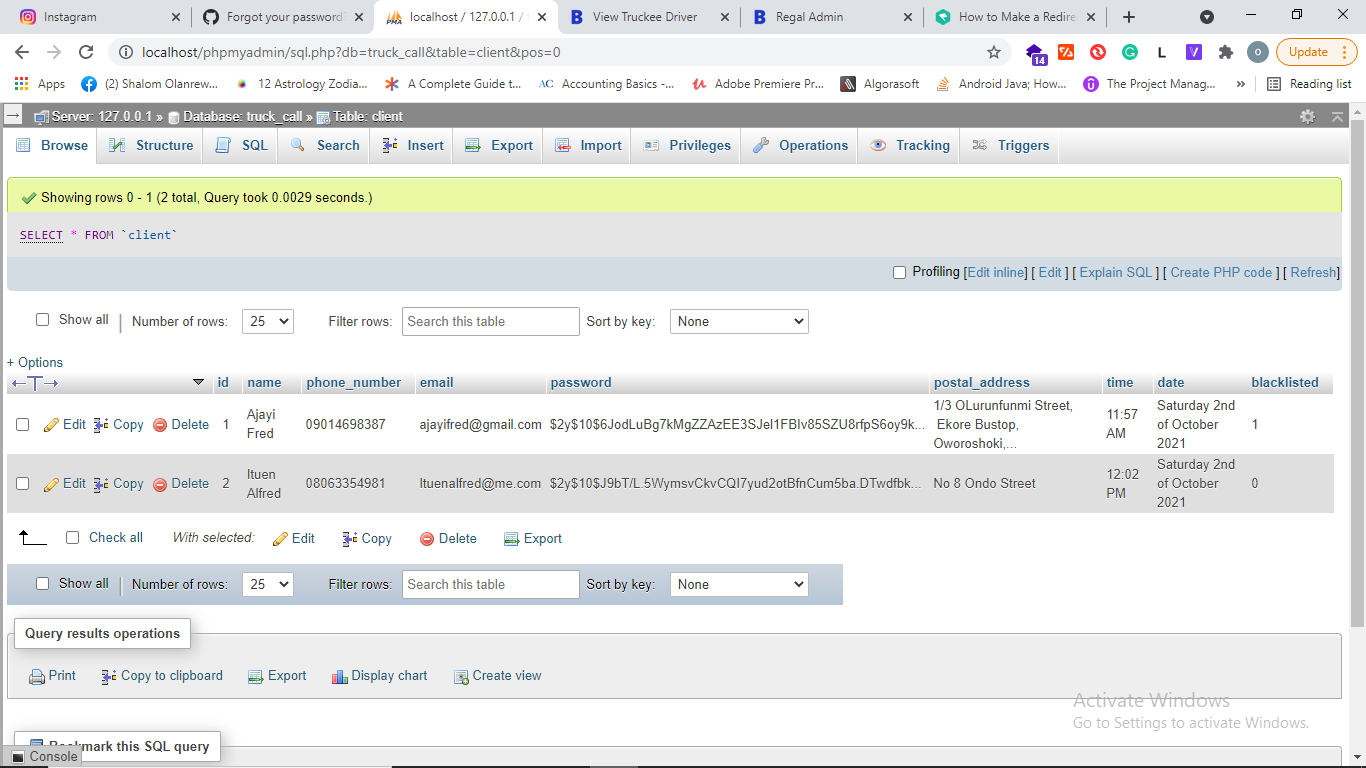 Instagram
Forgot your password?
localhost / 127.0.0.1 /
View Truckee Driver
Regal Admin
How to Make a Redire
localhost/phpmyadmin/sql.php?db=truck_call&table=client&pos=0
14
L
o
Update
Apps
(2) Shalom Olanrew...
12 Astrology Zodia...
A Complete Guide t...
AC Accounting Basics -...
Adobe Premiere Pr...
Algorasoft
Android Java; How...
The Project Manag...
»
Reading list
Server: 127.0.0.1 » Database: truck_call » Table: client
Browse Structure SQL Search Insert Export Import Privileges Operations Tracking Triggers
Showing rows 0 - 1 (2 total, Query took 0.0029 seconds.)
SELECT * FROM `client`
Profiling [Edit inline] [ Edit ] [ Explain SQL ] [ Create PHP code ] [ Refresh]
Show all | Number of rows: 25 Filter rows: Search this table Sort by key: None
+ Options
←T→ id name phone_number email password postal_address time date blacklisted
Edit Copy Delete 1 Ajayi Fred 09014698387 ajayifred@gmail.com $2y$10$6JodLuBg7kMgZZAzEE3SJel1FBIv85SZU8rfpS6oy9k... 1/3 OLurunfunmi Street, Ekore Bustop, Oworoshoki,... 11:57 AM Saturday 2nd of October 2021 1
Edit Copy Delete 2 Ituen Alfred 08063354981 Ituenalfred@me.com $2y$10$J9bT/L.5WymsvCkvCQI7yud2otBfnCum5ba.DTwdfbk... No 8 Ondo Street 12:02 PM Saturday 2nd of October 2021 0
Check all With selected: Edit Copy Delete Export
Show all | Number of rows: 25 Filter rows: Search this table Sort by key: None
Query results operations
Print Copy to clipboard Export Display chart Create view
Activate Windows
Go to Settings to activate Windows.
Bookmark this SQL query
Console